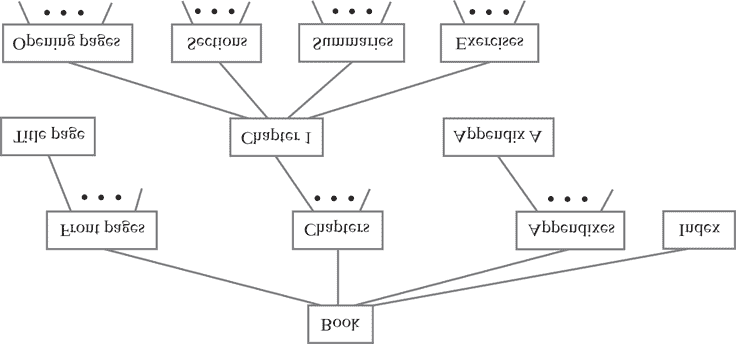 Opening pages
Sections
Summaries
Exercises
Title page
Chapter 1
Appendix A
Front pages
Chapters
Appendixes
Index
Book